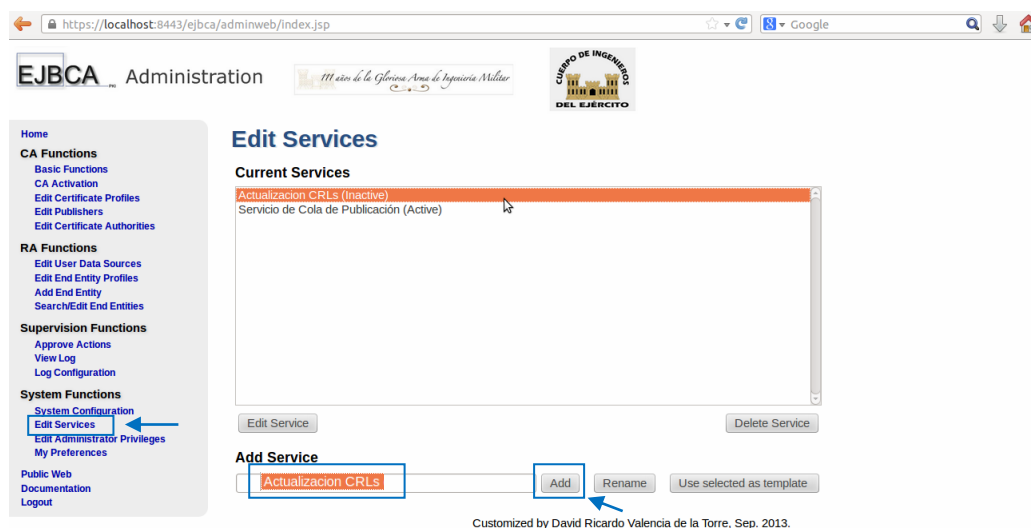 https://localhost:8443/ejbca/adminweb/index.jsp
Google
EJBCA PKI Administration
111 años de la Gloriosa Arma de Ingeniería Militar
CUERPO DE INGENIEROS
DEL EJÉRCITO
Home
CA Functions
Basic Functions
CA Activation
Edit Certificate Profiles
Edit Publishers
Edit Certificate Authorities
RA Functions
Edit User Data Sources
Edit End Entity Profiles
Add End Entity
Search/Edit End Entities
Supervision Functions
Approve Actions
View Log
Log Configuration
System Functions
System Configuration
Edit Services
Edit Administrator Privileges
My Preferences
Public Web
Documentation
Logout
Edit Services
Current Services
Actualizacion CRLs (Inactive)
Servicio de Cola de Publicación (Active)
Edit Service Delete Service
Add Service
Actualizacion CRLs Add Rename Use selected as template
Customized by David Ricardo Valencia de la Torre, Sep. 2013.